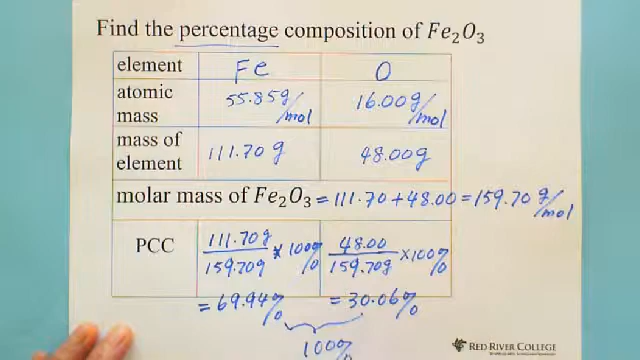 Find the percentage composition of Fe₂O₃
element Fe O
atomic mass 55.85g/mol 16.00g/mol
mass of element 111.70 g 48.00g
molar mass of Fe₂O₃ = 111.70 + 48.00 = 159.70 g/mol
PCC 111.70g/159.70g × 100% 48.00/159.70g × 100%
= 69.94% = 30.06%
100%
RED RIVER COLLEGE